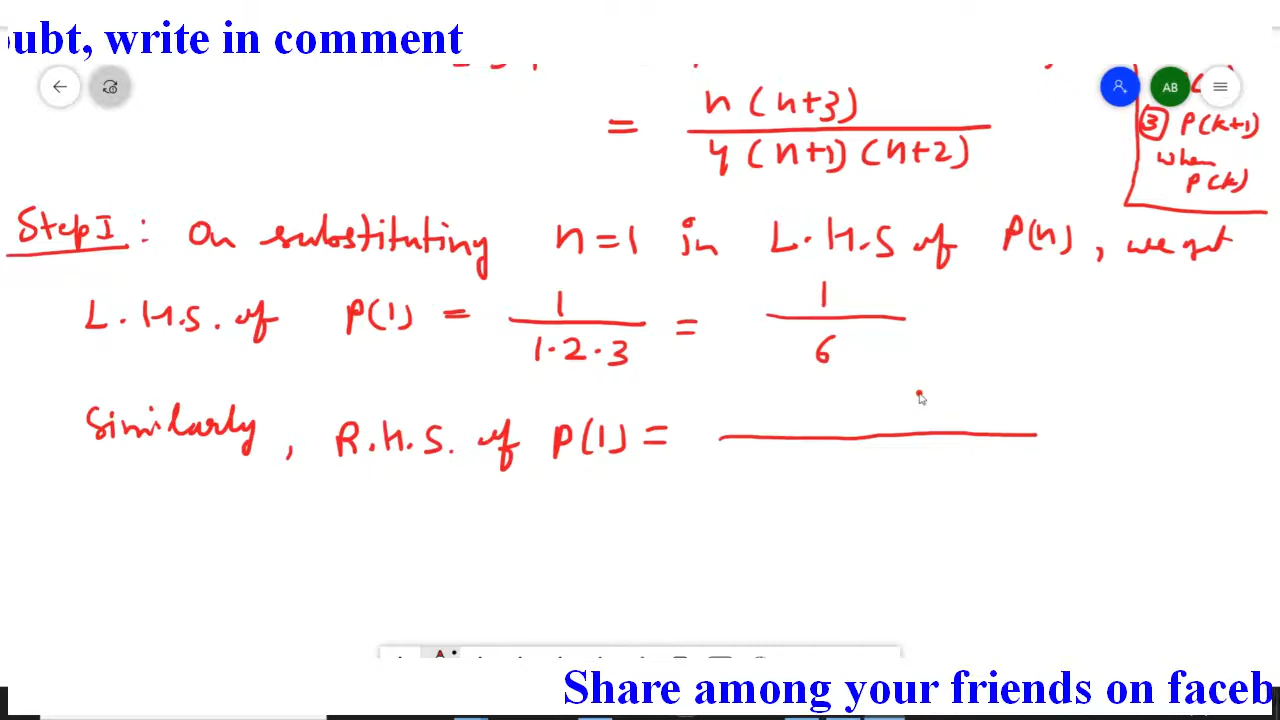 oubt, write in comment
AB
= n(n+3)/4(n+1)(n+2)
③ P(k+1)
when
P(k)
Step I: On substituting n=1 in L.H.S of P(n), we get
L.H.S. of P(1) = 1/1·2·3 = 1/6
Similarly, R.H.S. of P(1) =
Share among your friends on faceb